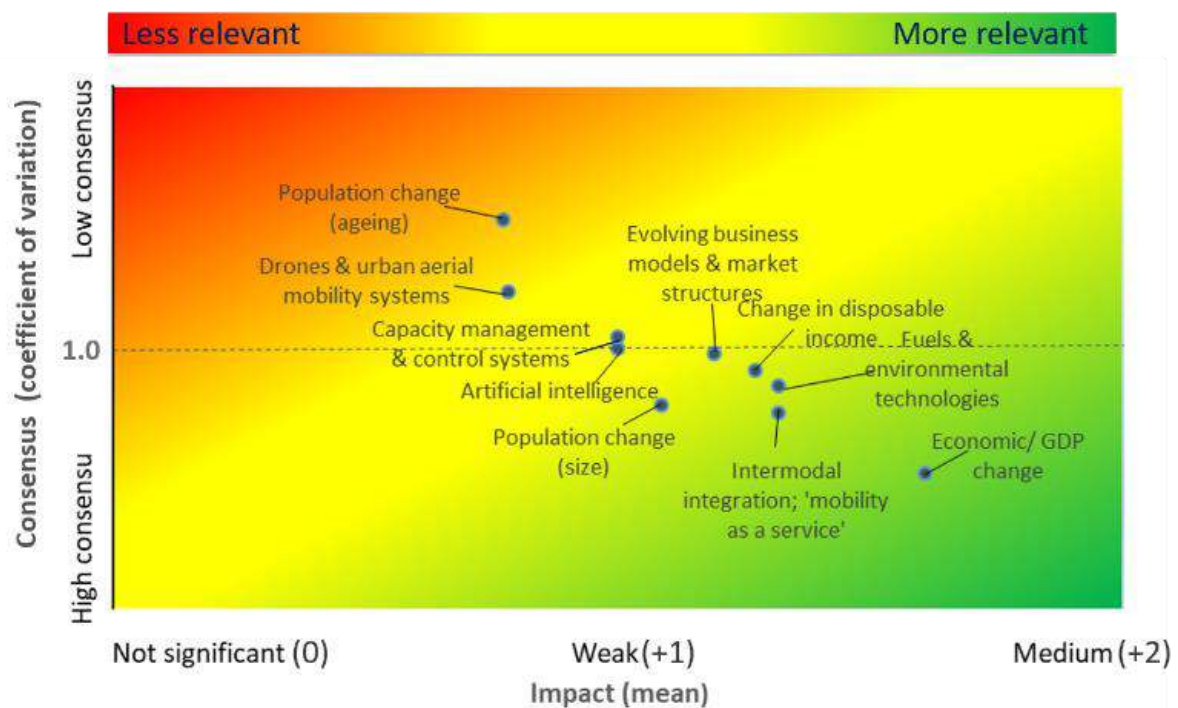 Less relevant
More relevant
Consensus (coefficient of variation)
Low consensus
1.0
High consensu
Population change
(ageing)
Drones & urban aerial
mobility systems
Capacity management
& control systems
Artificial intelligence
Population change
(size)
Evolving business
models & market
structures
Change in disposable
income
Fuels &
environmental
technologies
Intermodal
integration; 'mobility
as a service'
Economic/ GDP
change
Not significant (0)
Weak (+1)
Medium (+2)
Impact (mean)